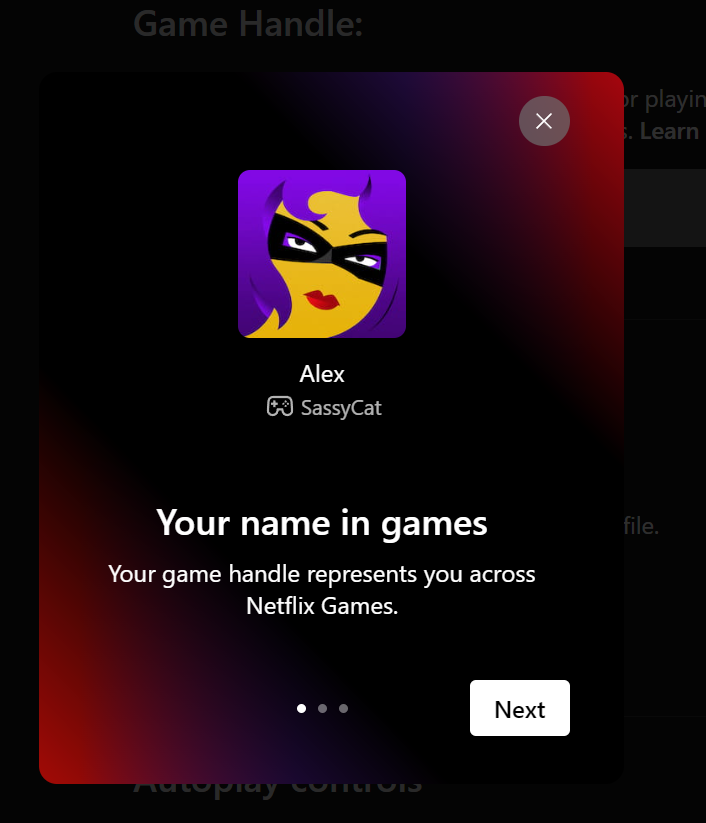 Game Handle:
or playin
s. Learn
Alex
SassyCat
Your name in games
file.
Your game handle represents you across
Netflix Games.
Next
Autoplay controls